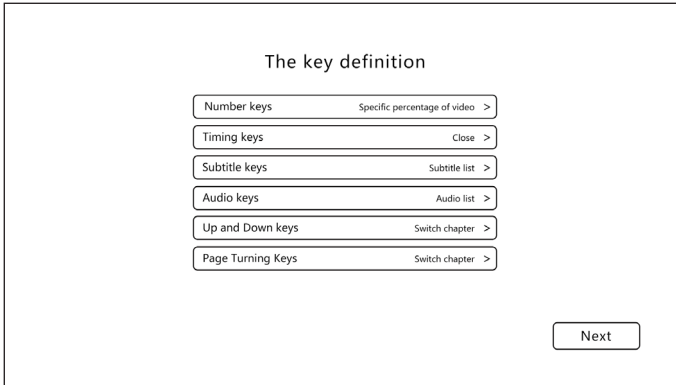 The key definition
Number keys Specific percentage of video >
Timing keys Close >
Subtitle keys Subtitle list >
Audio keys Audio list >
Up and Down keys Switch chapter >
Page Turning Keys Switch chapter >
Next